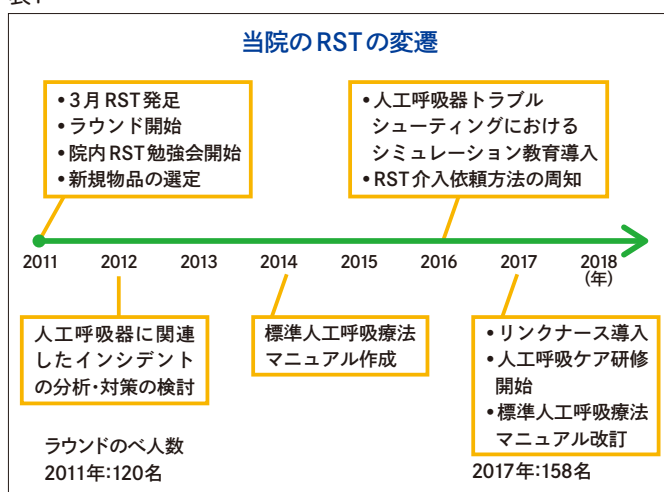 当院のRSTの変遷
•3月RST発足
•ラウンド開始
•院内RST勉強会開始
•新規物品の選定
•人工呼吸器トラブル
シューティングにおける
シミュレーション教育導入
•RST介入依頼方法の周知
2011 2012 2013 2014 2015 2016 2017 2018
(年)
人工呼吸器に関連
したインシデント
の分析・対策の検討
標準人工呼吸療法
マニュアル作成
•リンクナース導入
•人工呼吸ケア研修
開始
•標準人工呼吸療法
マニュアル改訂
ラウンドのべ人数
2011年:120名
2017年:158名